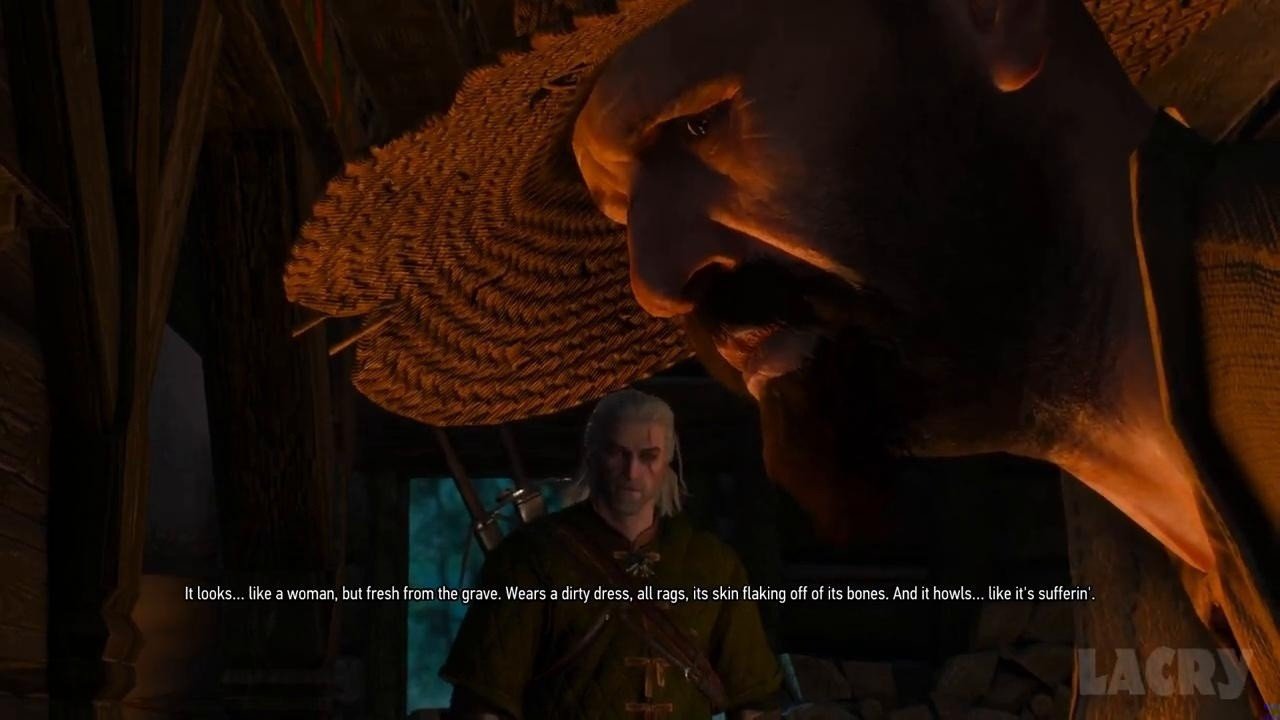 It looks... like a woman, but fresh from the grave. Wears a dirty dress, all rags, its skin flaking off of its bones. And it howls... like it's sufferin'.
LACRY